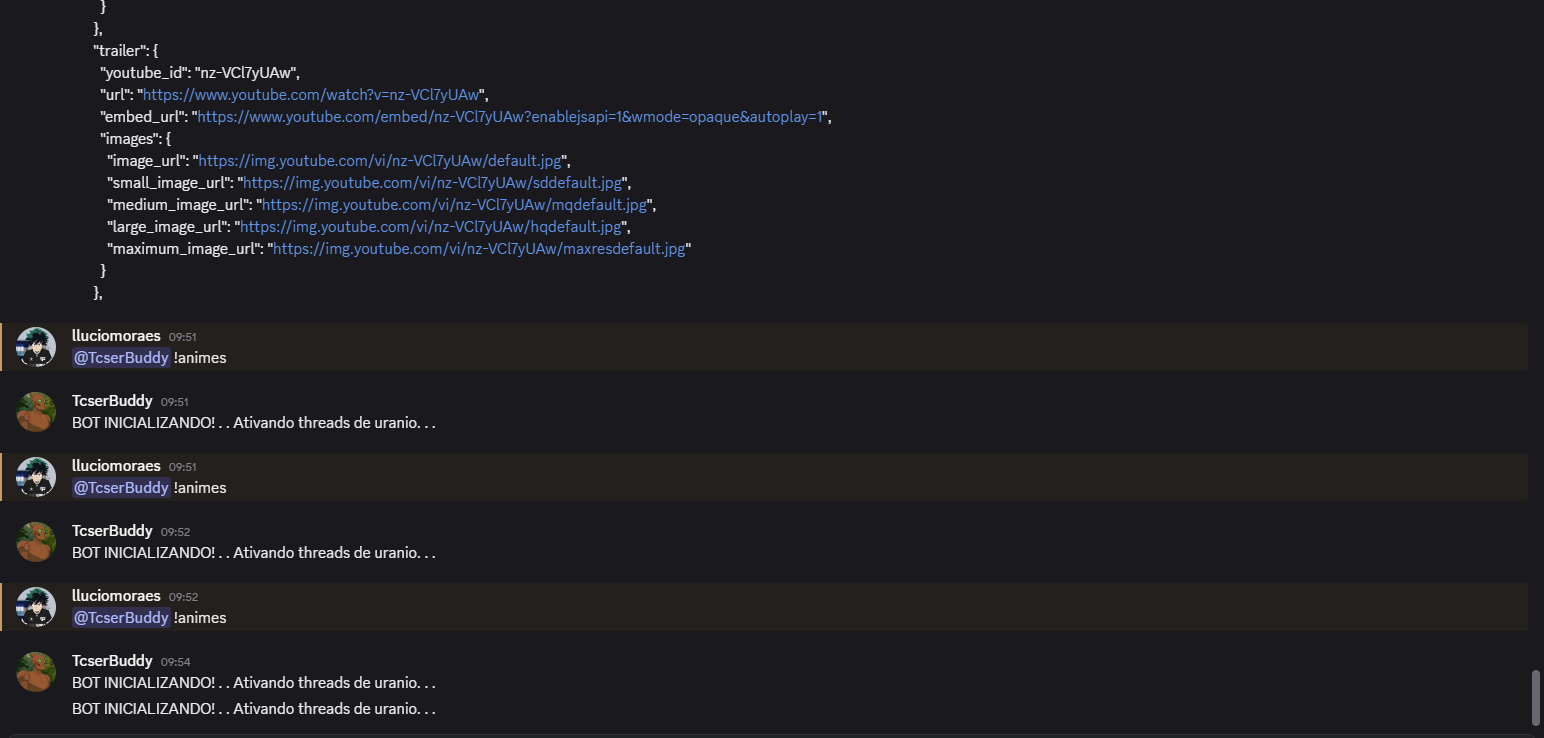 }
},
"trailer": {
"youtube_id": "nz-VCl7yUAw",
"url": "https://www.youtube.com/watch?v=nz-VCl7yUAw",
"embed_url": "https://www.youtube.com/embed/nz-VCl7yUAw?enablejsapi=1&wmode=opaque&autoplay=1",
"images": {
"image_url": "https://img.youtube.com/vi/nz-VCl7yUAw/default.jpg",
"small_image_url": "https://img.youtube.com/vi/nz-VCl7yUAw/sddefault.jpg",
"medium_image_url": "https://img.youtube.com/vi/nz-VCl7yUAw/mqdefault.jpg",
"large_image_url": "https://img.youtube.com/vi/nz-VCl7yUAw/hqdefault.jpg",
"maximum_image_url": "https://img.youtube.com/vi/nz-VCl7yUAw/maxresdefault.jpg"
}
},
lluciomoraes 09:51
@TcserBuddy !animes
TcserBuddy 09:51
BOT INICIALIZANDO! . . Ativando threads de uranio. . .
lluciomoraes 09:51
@TcserBuddy !animes
TcserBuddy 09:52
BOT INICIALIZANDO! . . Ativando threads de uranio. . .
lluciomoraes 09:52
@TcserBuddy !animes
TcserBuddy 09:54
BOT INICIALIZANDO! . . Ativando threads de uranio. . .
BOT INICIALIZANDO! . . Ativando threads de uranio. . .